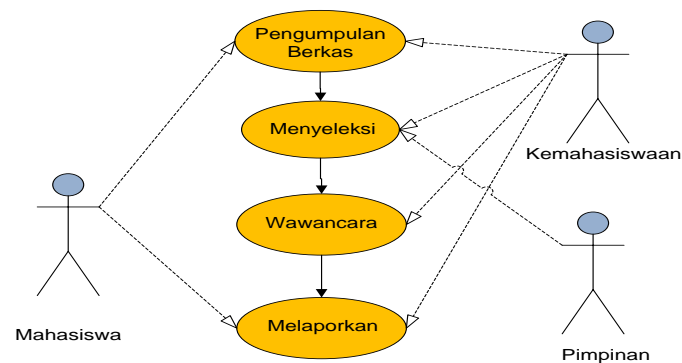 Pengumpulan
Berkas
Menyeleksi
Kemahasiswaan
Wawancara
Melaporkan
Mahasiswa
Pimpinan